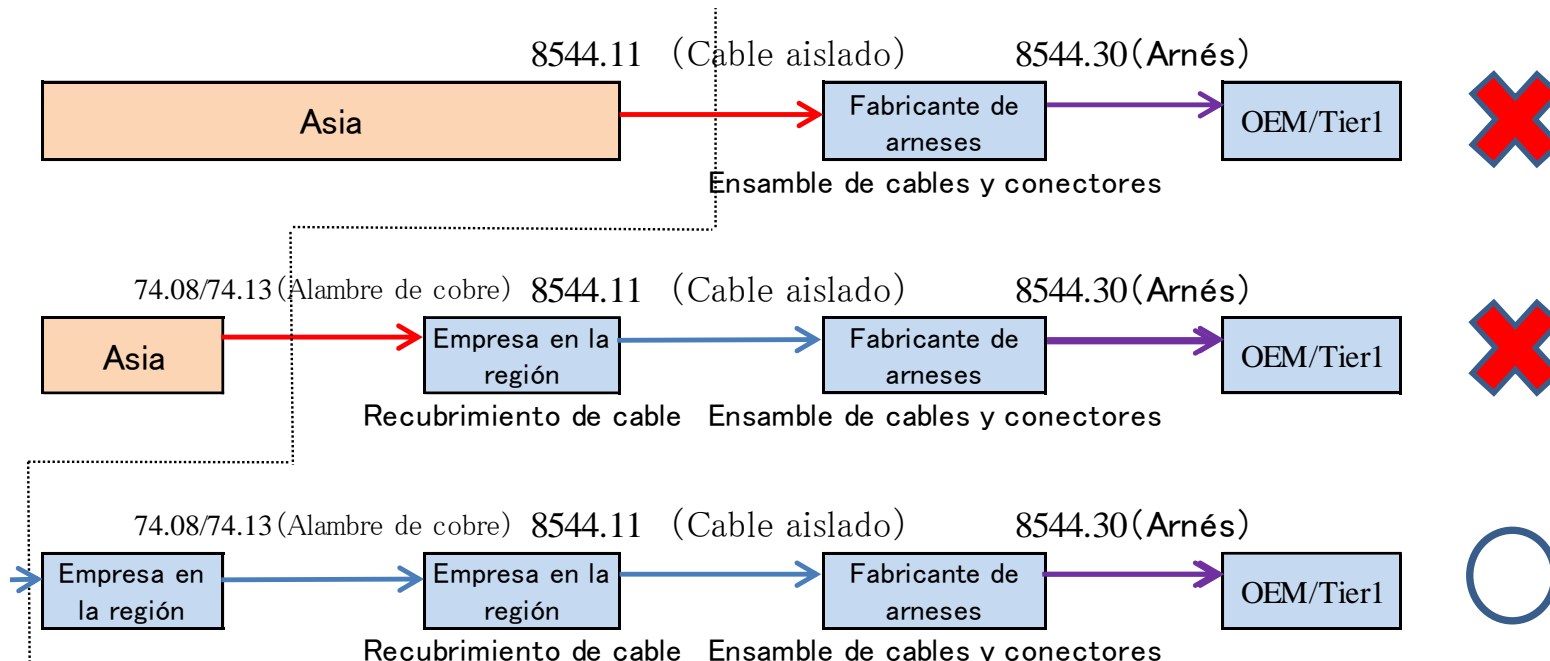 8544.11 (Cable aislado) 8544.30(Arnés)
Asia
Fabricante de
arneses
OEM/Tier1
Ensamble de cables y conectores
74.08/74.13(Alambre de cobre) 8544.11 (Cable aislado) 8544.30(Arnés)
Asia
Empresa en la
región
Fabricante de
arneses
OEM/Tier1
Recubrimiento de cable Ensamble de cables y conectores
74.08/74.13(Alambre de cobre) 8544.11 (Cable aislado) 8544.30(Arnés)
Empresa en
la región
Empresa en la
región
Fabricante de
arneses
OEM/Tier1
Recubrimiento de cable Ensamble de cables y conectores